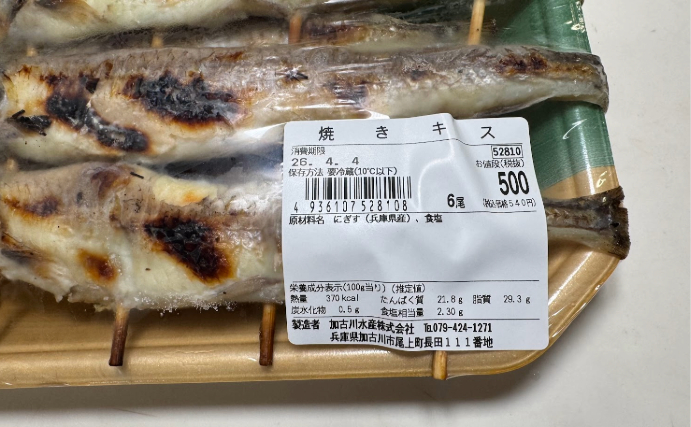 焼きキス
消費期限
26. 4. 4
52810
保存方法 要冷蔵(10℃以下)
お値段(税抜)
500
(税込価格540円)
4 936107 528108
6尾
原材料名 にぎす(兵庫県産)、食塩
栄養成分表示(100g当り)(推定値)
熱量 370kcal たんぱく質 21.8g 脂質 29.3g
炭水化物 0.5g 食塩相当量 2.30g
製造者 加古川水産株式会社 ℡079-424-1271
兵庫県加古川市尾上町長田111番地